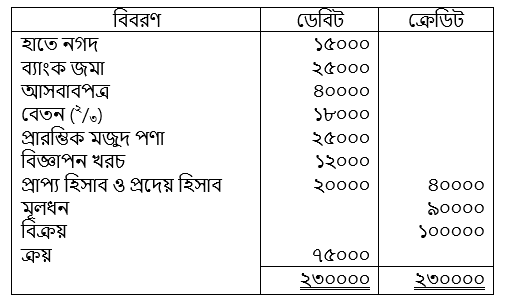 বিবরণ ডেবিট ক্রেডিট
হাতে নগদ ১৫০০০
ব্যাংক জমা ২৫০০০
আসবাবপত্র ৪০০০০
বেতন (২/৩) ১৮০০০
প্রারম্ভিক মজুদ পণা ২৫০০০
বিজ্ঞাপন খরচ ১২০০০
প্রাপ্য হিসাব ও প্রদেয় হিসাব ২০০০০ ৪০০০০
মূলধন ৯০০০০
বিক্রয় ১০০০০০
ক্রয় ৭৫০০০
২৩০০০০ ২৩০০০০